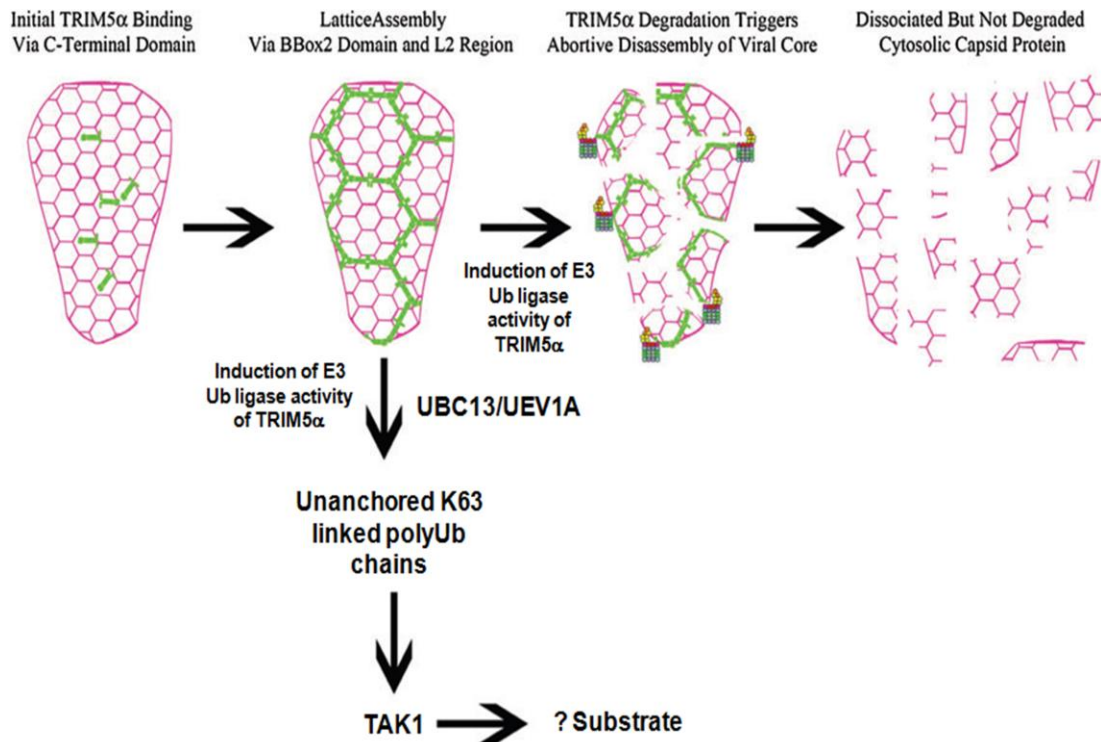 Initial TRIM5α Binding
Via C-Terminal Domain
LatticeAssembly
Via BBox2 Domain and L2 Region
TRIM5α Degradation Triggers
Abortive Disassembly of Viral Core
Dissociated But Not Degraded
Cytosolic Capsid Protein
Induction of E3
Ub ligase
activity of
TRIM5α
Induction of E3
Ub ligase activity
of TRIM5α
UBC13/UEV1A
Unanchored K63
linked polyUb
chains
TAK1
? Substrate